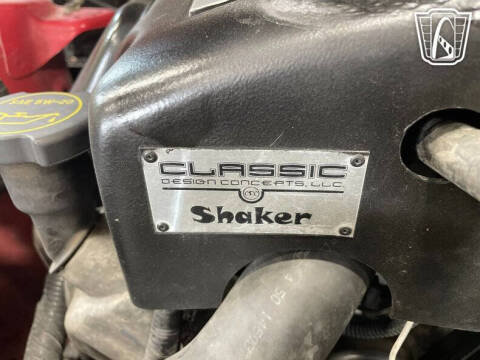 SAE 5W-20
CLASSIC
DESIGN CONCEPTS, LLC
Shaker